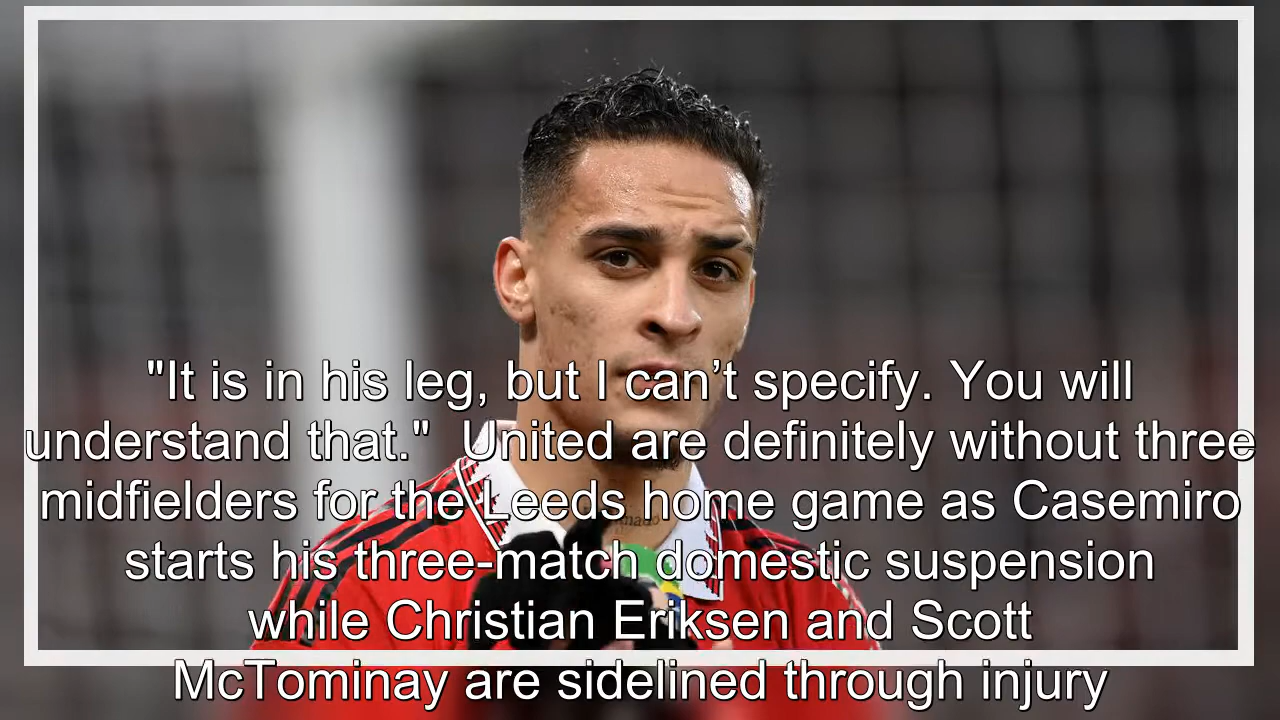 "It is in his leg, but I can’t specify. You will
understand that."  United are definitely without three
midfielders for the Leeds home game as Casemiro
starts his three-match domestic suspension
while Christian Eriksen and Scott
McTominay are sidelined through injury